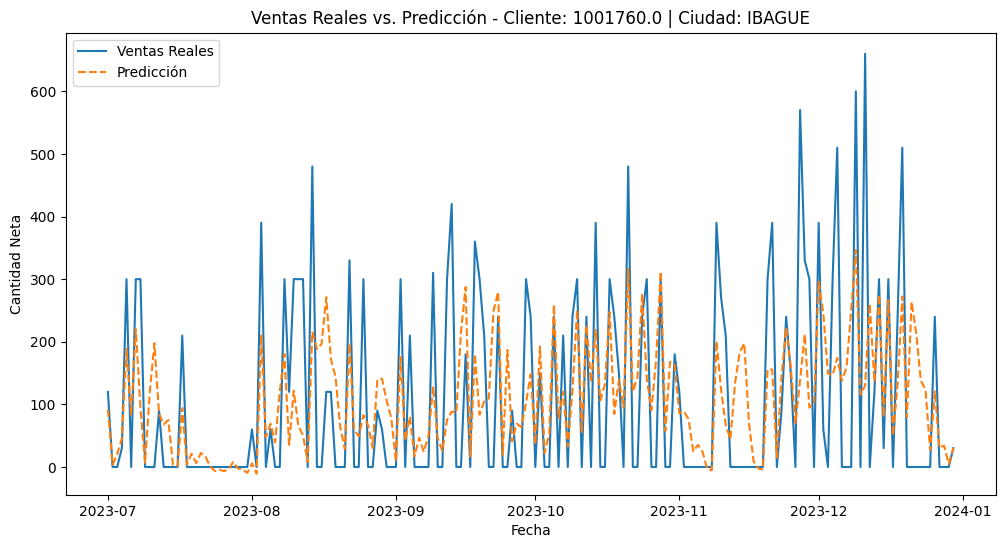 Ventas Reales vs. Predicción - Cliente: 1001760.0 | Ciudad: IBAGUE
Ventas Reales
Predicción
Cantidad Neta
600
500
400
300
200
100
0
2023-07
2023-08
2023-09
2023-10
2023-11
2023-12
2024-01
Fecha